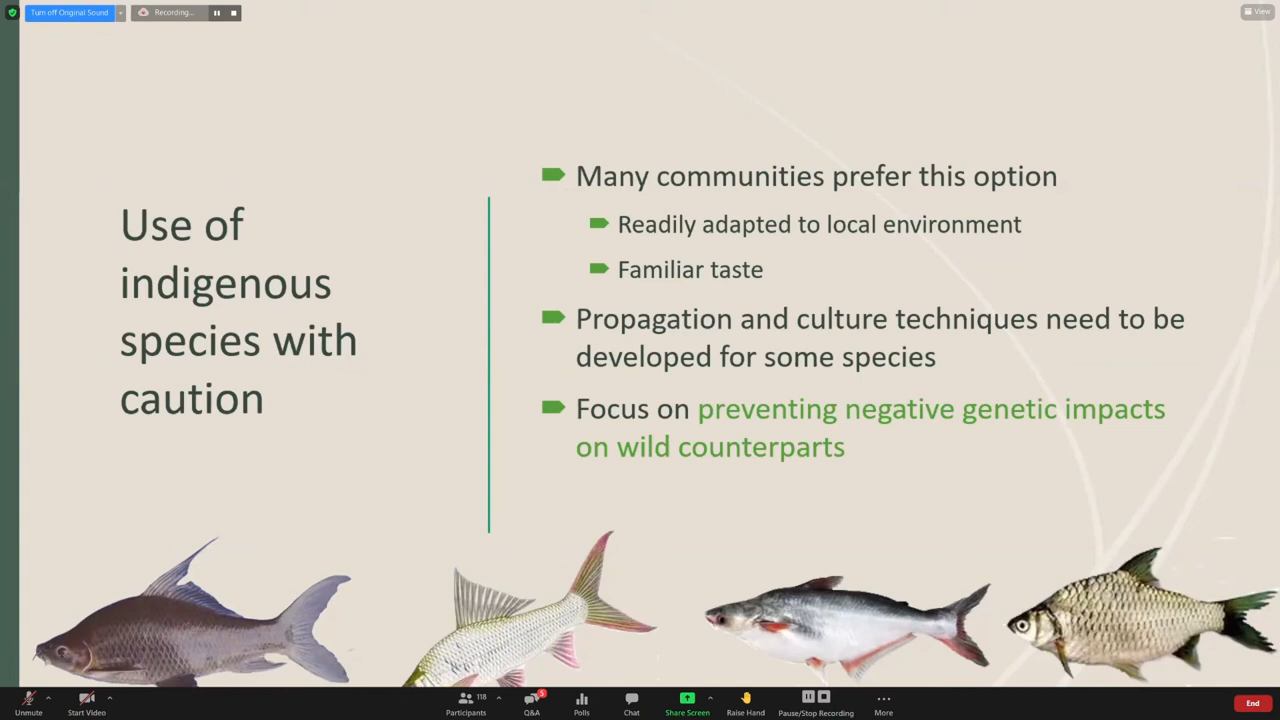 Turn off Original Sound
Recording...
View
Use of
indigenous
species with
caution
Many communities prefer this option
Readily adapted to local environment
Familiar taste
Propagation and culture techniques need to be
developed for some species
Focus on preventing negative genetic impacts
on wild counterparts
Unmute
Start Video
118
Participants
5
Q&A
Polls
Chat
Share Screen
Raise Hand
Pause/Stop Recording
More
End